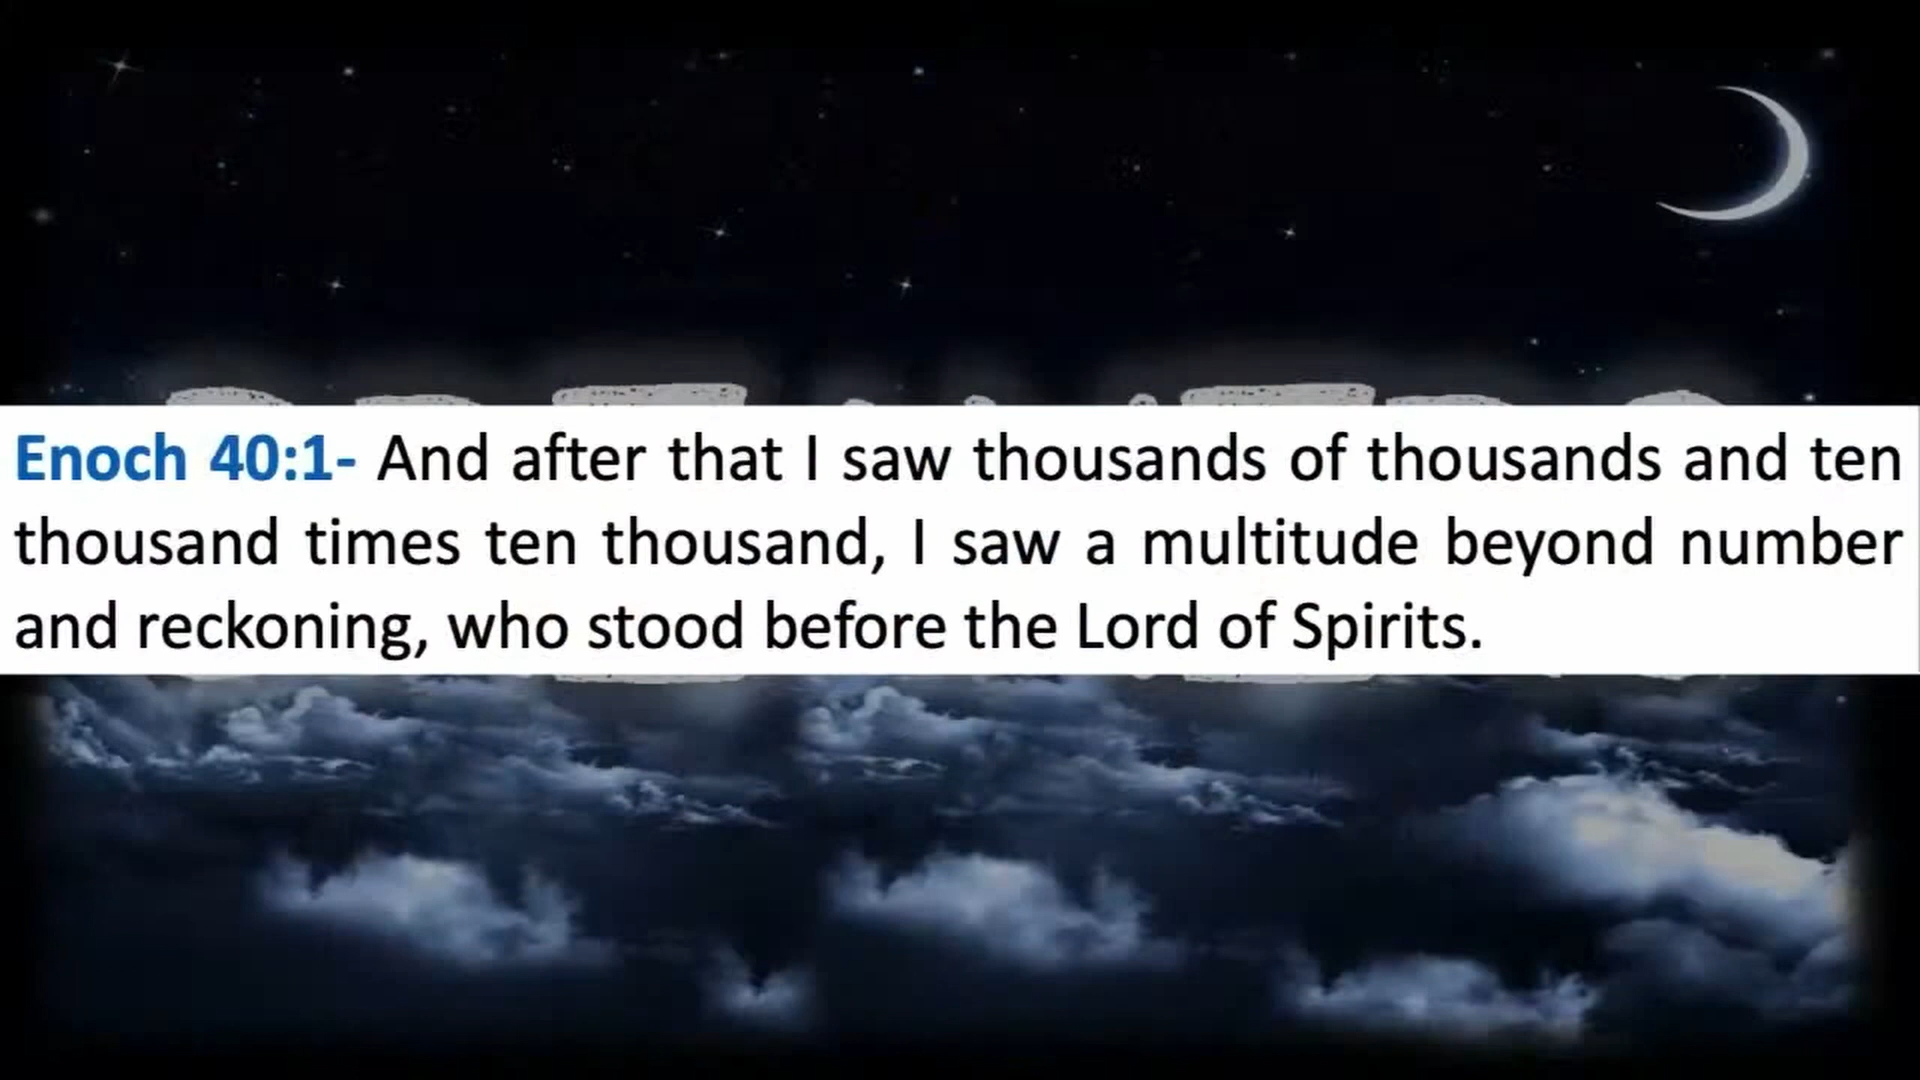 Enoch 40:1- And after that I saw thousands of thousands and ten
thousand times ten thousand, I saw a multitude beyond number
and reckoning, who stood before the Lord of Spirits.